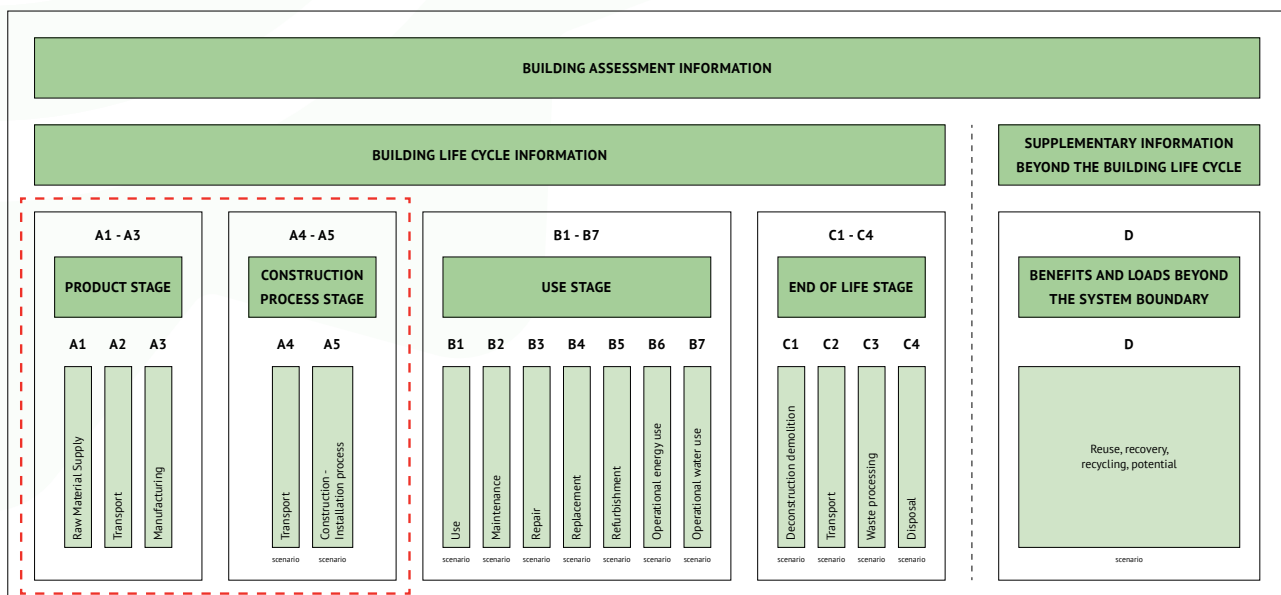 BUILDING ASSESSMENT INFORMATION
BUILDING LIFE CYCLE INFORMATION
SUPPLEMENTARY INFORMATION
BEYOND THE BUILDING LIFE CYCLE
A1 - A3
PRODUCT STAGE
A1
A2
A3
Raw Material Supply
Transport
Manufacturing
A4 - A5
CONSTRUCTION
PROCESS STAGE
A4
A5
Transport
Construction -
Installation process
scenario
scenario
B1 - B7
USE STAGE
B1
B2
B3
B4
B5
B6
B7
Use
Maintenance
Repair
Replacement
Refurbishment
Operational energy use
Operational water use
scenario
scenario
scenario
scenario
scenario
scenario
scenario
C1 - C4
END OF LIFE STAGE
C1
C2
C3
C4
Deconstruction demolition
Transport
Waste processing
Disposal
scenario
scenario
scenario
scenario
D
BENEFITS AND LOADS BEYOND
THE SYSTEM BOUNDARY
D
Reuse, recovery,
recycling, potential
scenario